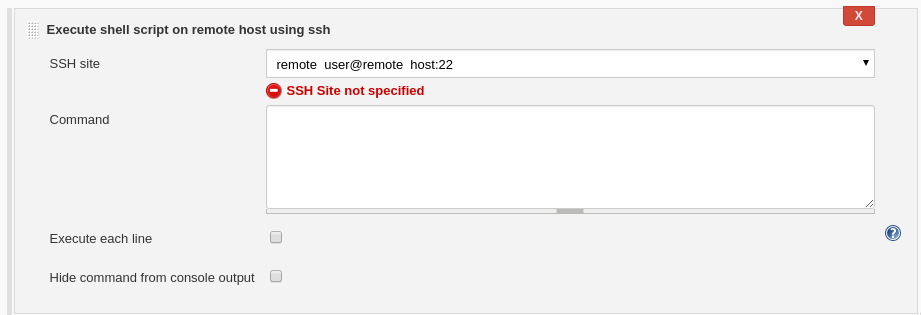 X
Execute shell script on remote host using ssh
SSH site
remote user@remote host:22
SSH Site not specified
Command
Execute each line
?
Hide command from console output